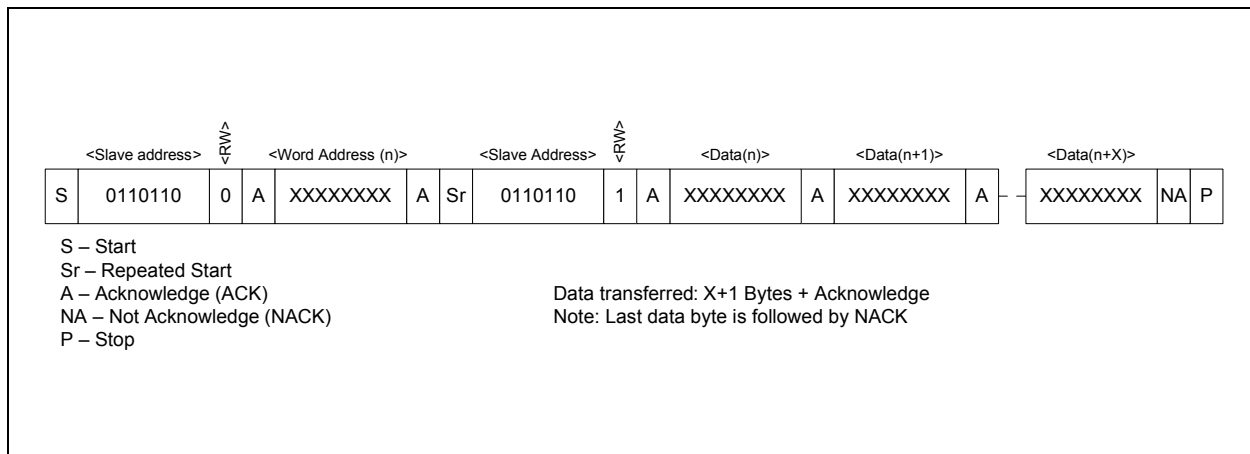 <Slave address> <RW> <Word Address (n)> <Slave Address> <RW> <Data(n)> <Data(n+1)> <Data(n+X)>
S 0110110 0 A XXXXXXXX A Sr 0110110 1 A XXXXXXXX A XXXXXXXX A XXXXXXXX NA P
S – Start
Sr – Repeated Start
A – Acknowledge (ACK)
NA – Not Acknowledge (NACK)
P – Stop
Data transferred: X+1 Bytes + Acknowledge
Note: Last data byte is followed by NACK